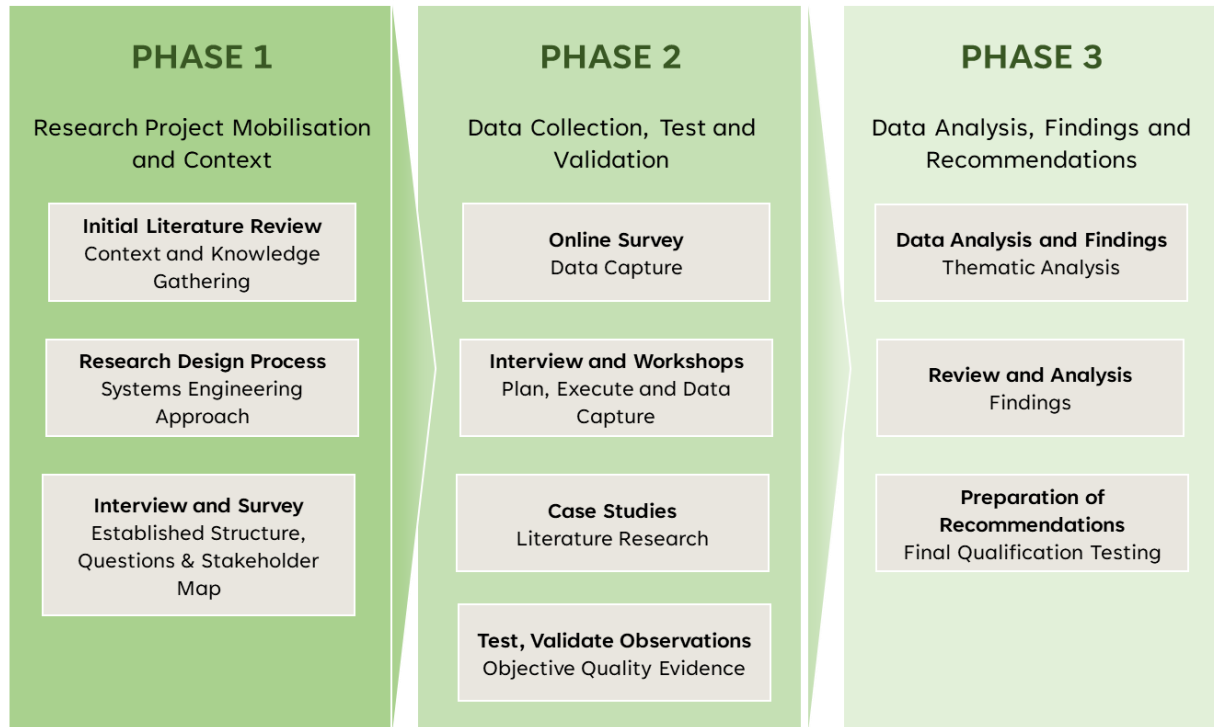 PHASE 1
Research Project Mobilisation
and Context
Initial Literature Review
Context and Knowledge
Gathering
Research Design Process
Systems Engineering
Approach
Interview and Survey
Established Structure,
Questions & Stakeholder
Map
PHASE 2
Data Collection, Test and
Validation
Online Survey
Data Capture
Interview and Workshops
Plan, Execute and Data
Capture
Case Studies
Literature Research
Test, Validate Observations
Objective Quality Evidence
PHASE 3
Data Analysis, Findings and
Recommendations
Data Analysis and Findings
Thematic Analysis
Review and Analysis
Findings
Preparation of
Recommendations
Final Qualification Testing